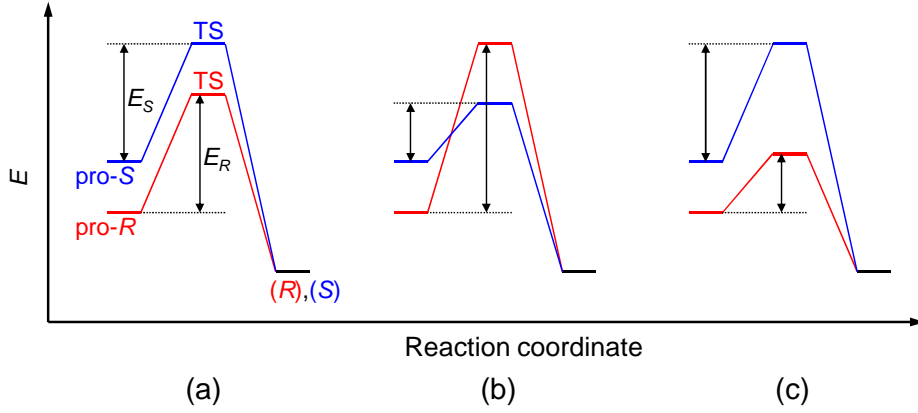 TS
TS
E_S
E_R
E
pro-S
pro-R
(R),(S)
Reaction coordinate
(a)
(b)
(c)